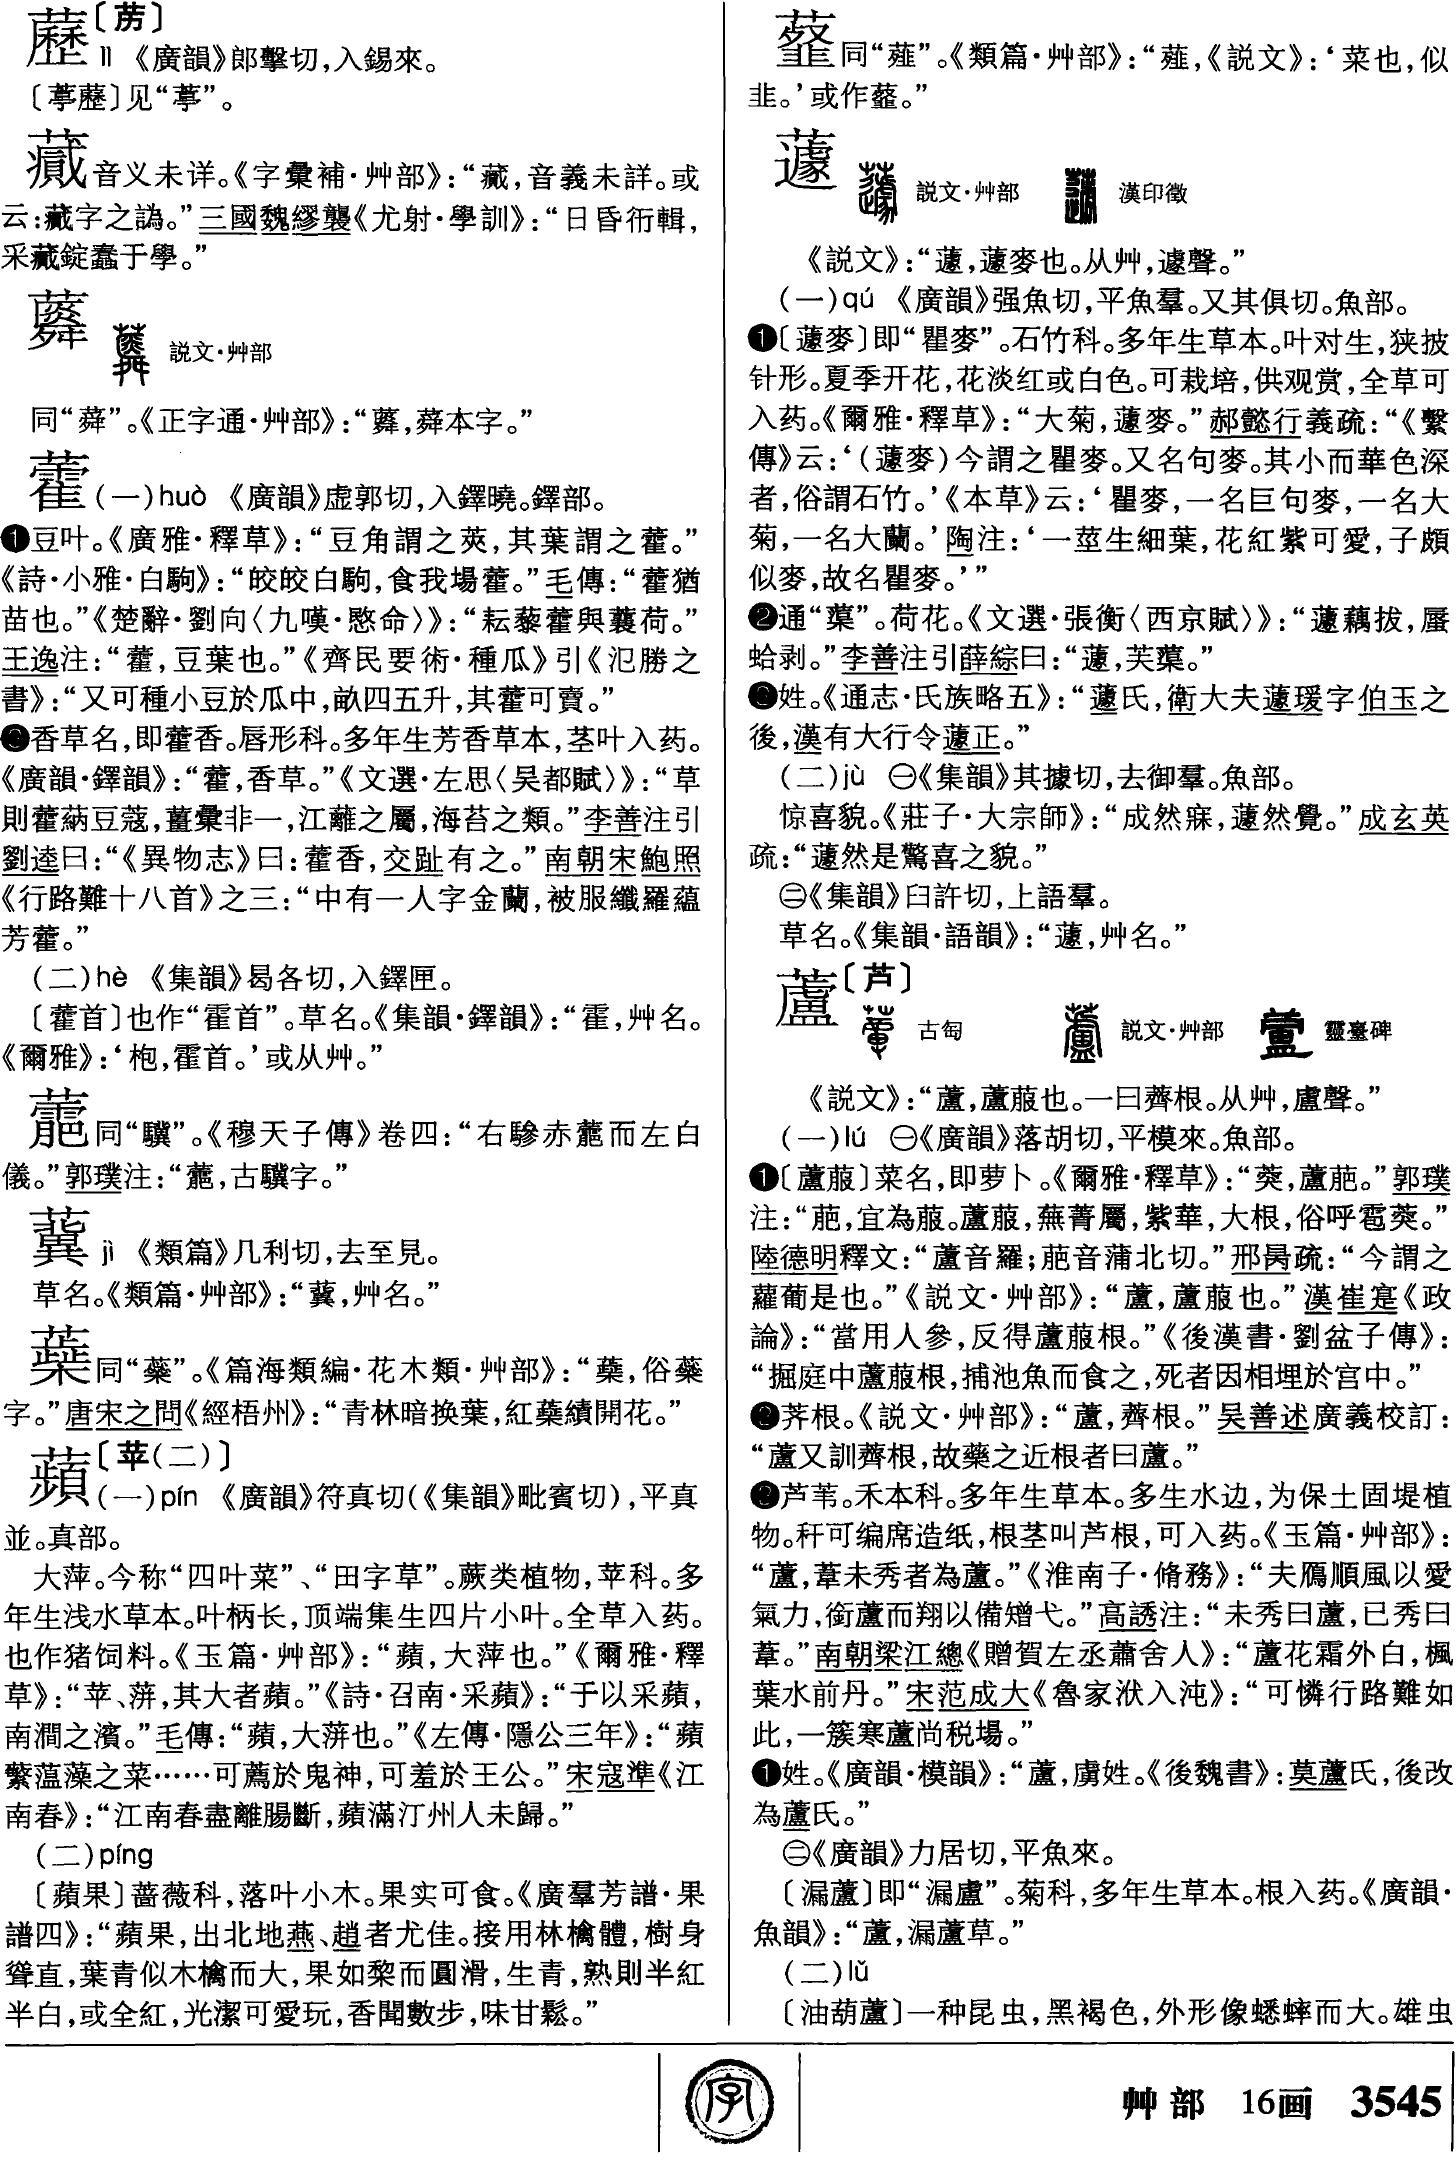 藶〔苈〕
lì 《廣韻》郎擊切，入錫來。
〔葶藶〕见“葶”。
音义未详。《字彙補·艸部》：“，音義未詳。或
云：藏字之譌。”三國魏繆襲《尤射·學訓》：“日昏衎輯，
采錠蠢于學。”
説文·艸部
同“蕣”。《正字通·艸部》：“，蕣本字。”
藿(一)huò 《廣韻》虚郭切，入鐸曉。鐸部。
❶豆叶。《廣雅·釋草》：“豆角謂之莢，其葉謂之藿。”
《詩·小雅·白駒》：“皎皎白駒，食我場藿。”毛傳：“藿猶
苗也。”《楚辭·劉向〈九嘆·愍命〉》：“耘藜藿與蘘荷。”
王逸注：“藿，豆葉也。”《齊民要術·種瓜》引《氾勝之
書》：“又可種小豆於瓜中，畝四五升，其藿可賣。”
❷香草名，即藿香。唇形科。多年生芳香草本，茎叶入药。
《廣韻·鐸韻》：“藿，香草。”《文選·左思〈吴都賦〉》：“草
則藿蒳豆蔻，薑彙非一，江蘺之屬，海苔之類。”李善注引
劉逵曰：“《異物志》曰：藿香，交趾有之。”南朝宋鮑照
《行路難十八首》之三：“中有一人字金蘭，被服纖羅藴
芳藿。”
(二)hè 《集韻》曷各切，入鐸匣。
〔藿首〕也作“靃首”。草名。《集韻·鐸韻》：“藿，艸名。
《爾雅》：‘枹，藿首。’或从艸。”
同“驥”。《穆天子傳》卷四：“右驂赤而左白
儀。”郭璞注：“，古驥字。”
jì 《類篇》几利切，去至見。
草名。《類篇·艸部》：“，艸名。”
蘃同“蘂”。《篇海類編·花木類·艸部》：“，俗蘂
字。”唐宋之問《經梧州》：“青林暗换葉，紅續開花。”
蘋〔苹(二)〕
(一)pín 《廣韻》符真切(《集韻》毗賓切)，平真
並。真部。
大萍。今称“四叶菜”、“田字草”。蕨类植物，苹科。多
年生浅水草本。叶柄长，顶端集生四片小叶。全草入药。
也作猪饲料。《玉篇·艸部》：“蘋，大萍也。”《爾雅·釋
草》：“苹、蓱，其大者蘋。”《詩·召南·采蘋》：“于以采蘋，
南澗之濱。”毛傳：“蘋，大蓱也。”《左傳·隱公三年》：“蘋
蘩薀藻之菜……可薦於鬼神，可羞於王公。”宋寇準《江
南春》：“江南春盡離腸斷，蘋滿汀州人未歸。”
(二)píng
〔蘋果〕蔷薇科，落叶小木。果实可食。《廣羣芳譜·果
譜四》：“蘋果，出北地燕、趙者尤佳。接用林檎體，樹身
聳直，葉青似木檎而大，果如棃而圓滑，生青，熟則半紅
半白，或全紅，光潔可愛玩，香聞數步，味甘鬆。”
同“薤”。《類篇·艸部》：“薤，《説文》：‘菜也，似
韭。’或作。”
蘧
説文·艸部 漢印徵
《説文》：“蘧，蘧麥也。从艸，遽聲。”
(一)qú 《廣韻》强魚切，平魚羣。又其俱切。魚部。
❶〔蘧麥〕即“瞿麥”。石竹科。多年生草本。叶对生，狭披
针形。夏季开花，花淡红或白色。可栽培，供观赏，全草可
入药。《爾雅·釋草》：“大菊，蘧麥。”郝懿行義疏：“《繫
傳》云：‘(蘧麥)今謂之瞿麥。又名句麥。其小而華色深
者，俗謂石竹。’《本草》云：‘瞿麥，一名巨句麥，一名大
菊，一名大蘭。’陶注：‘一莖生細葉，花紅紫可愛，子頗
似麥，故名瞿麥。’”
❷通“蕖”。荷花。《文選·張衡〈西京賦〉》：“蘧藕拔，蜃
蛤剥。”李善注引薛綜曰：“蘧，芙蕖。”
❸姓。《通志·氏族略五》：“蘧氏，衛大夫蘧瑗字伯玉之
後，漢有大行令蘧正。”
(二)jù ㊀《集韻》其據切，去御羣。魚部。
惊喜貌。《莊子·大宗師》：“成然寐，蘧然覺。”成玄英
疏：“蘧然是驚喜之貌。”
㊁《集韻》臼許切，上語羣。
草名。《集韻·語韻》：“蘧，艸名。”
蘆〔芦〕
古匋 説文·艸部 靈臺碑
《説文》：“蘆，蘆菔也。一曰薺根。从艸，盧聲。”
(一)lú ㊀《廣韻》落胡切，平模來。魚部。
❶〔蘆菔〕菜名，即萝卜。《爾雅·釋草》：“葖，蘆萉。”郭璞
注：“萉，宜為菔。蘆菔，蕪菁屬，紫華，大根，俗呼雹葖。”
陸德明釋文：“蘆音羅；萉音蒲北切。”邢昺疏：“今謂之
蘿蔔是也。”《説文·艸部》：“蘆，蘆菔也。”漢崔寔《政
論》：“當用人參，反得蘆菔根。”《後漢書·劉盆子傳》：
“掘庭中蘆菔根，捕池魚而食之，死者因相埋於宫中。”
❷荠根。《説文·艸部》：“蘆，薺根。”吴善述廣義校訂：
“蘆又訓薺根，故藥之近根者曰蘆。”
❸芦苇。禾本科。多年生草本。多生水边，为保土固堤植
物。秆可编席造纸，根茎叫芦根，可入药。《玉篇·艸部》：
“蘆，葦未秀者為蘆。”《淮南子·脩務》：“夫鴈順風以愛
氣力，銜蘆而翔以備矰弋。”高誘注：“未秀曰蘆，已秀曰
葦。”南朝梁江總《贈賀左丞蕭舍人》：“蘆花霜外白，楓
葉水前丹。”宋范成大《魯家洑入沌》：“可憐行路難如
此，一簇寒蘆尚税場。”
❹姓。《廣韻·模韻》：“蘆，虜姓。《後魏書》：莫蘆氏，後改
為蘆氏。”
㊁《廣韻》力居切，平魚來。
〔漏蘆〕即“漏盧”。菊科，多年生草本。根入药。《廣韻·
魚韻》：“蘆，漏蘆草。”
(二)lǔ
〔油葫蘆〕一种昆虫，黑褐色，外形像蟋蟀而大。雄虫
字
艸部 16画 3545